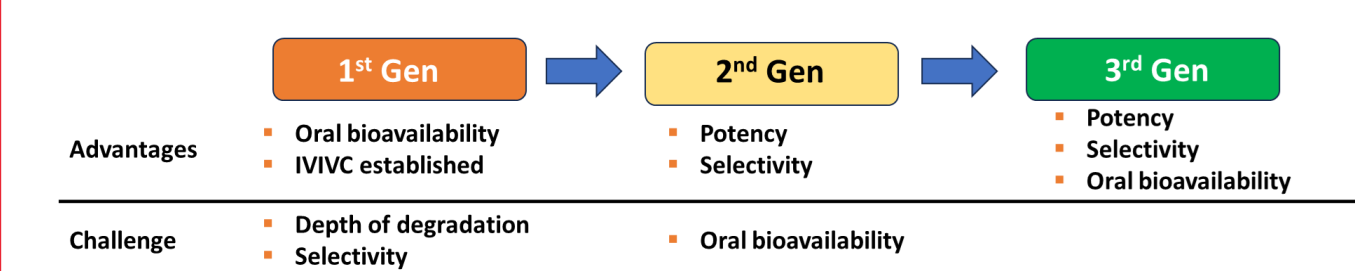 1st Gen
2nd Gen
3rd Gen
Advantages
Oral bioavailability
IVIVC established
Potency
Selectivity
Potency
Selectivity
Oral bioavailability
Challenge
Depth of degradation
Selectivity
Oral bioavailability